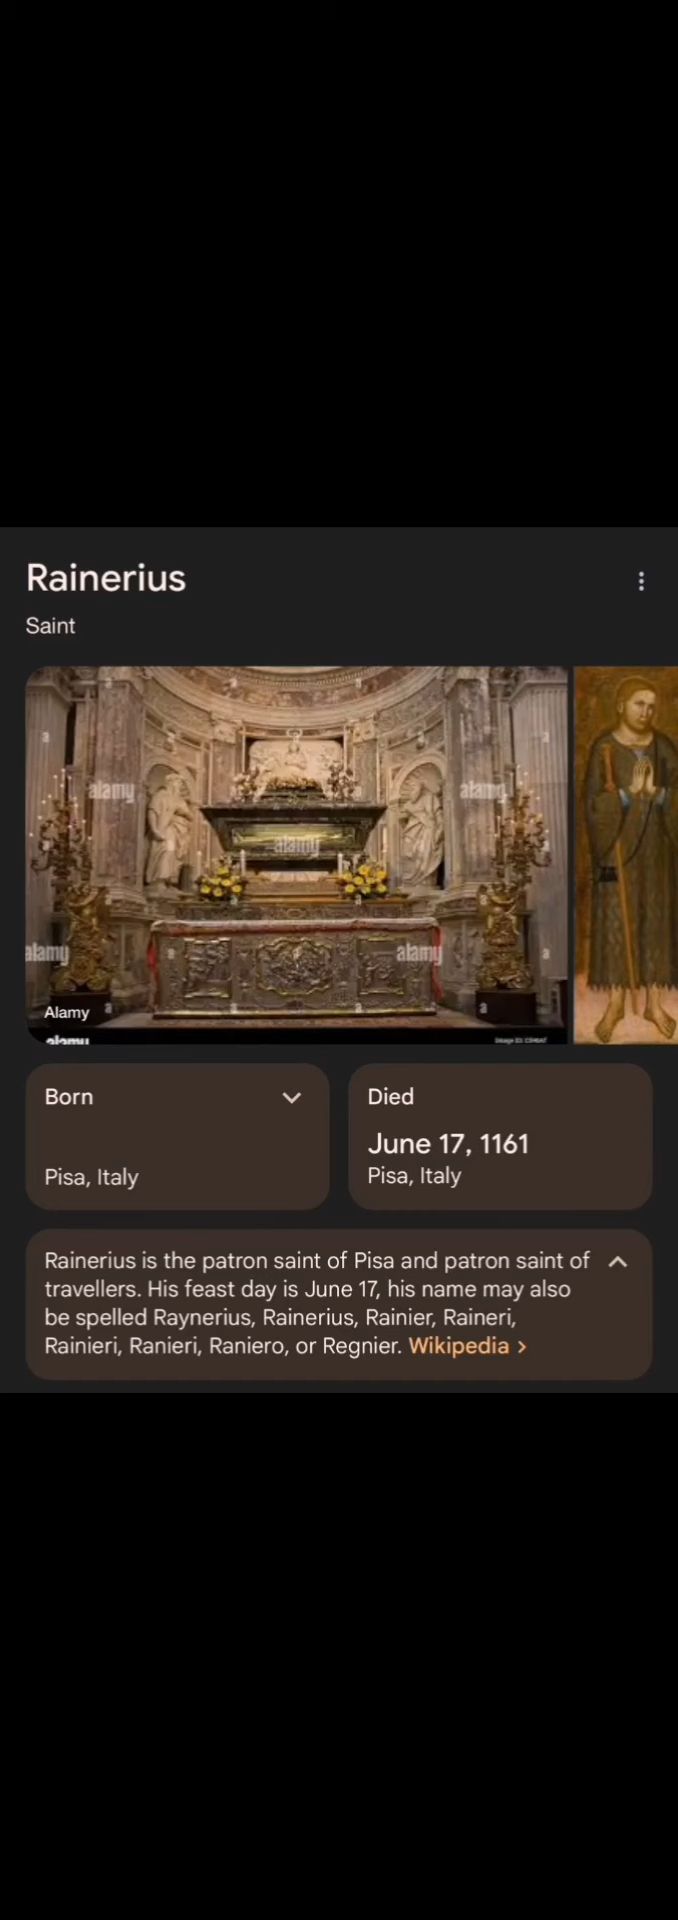 Rainerius
Saint
a
a
a
a
alamy
alamy
alamy
alamy
a
a
alamy
a
a
a
a
Alamy
a
a
a
a
alamy
Born
Pisa, Italy
Died
June 17, 1161
Pisa, Italy
Rainerius is the patron saint of Pisa and patron saint of
travellers. His feast day is June 17, his name may also
be spelled Raynerius, Rainerius, Rainier, Raineri,
Rainieri, Ranieri, Raniero, or Regnier. Wikipedia >